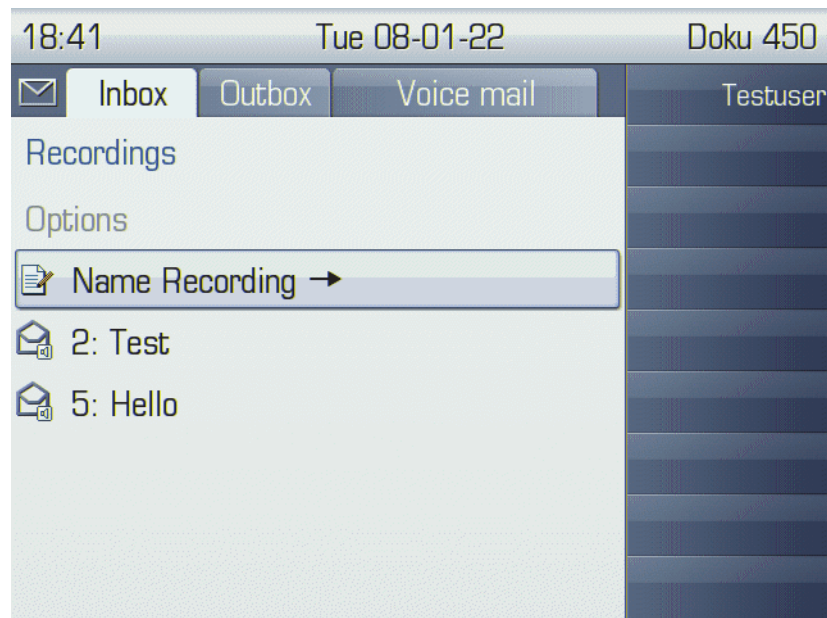 18:41 Tue 08-01-22 Doku 450
Inbox Outbox Voice mail Testuser
Recordings
Options
Name Recording →
2: Test
5: Hello